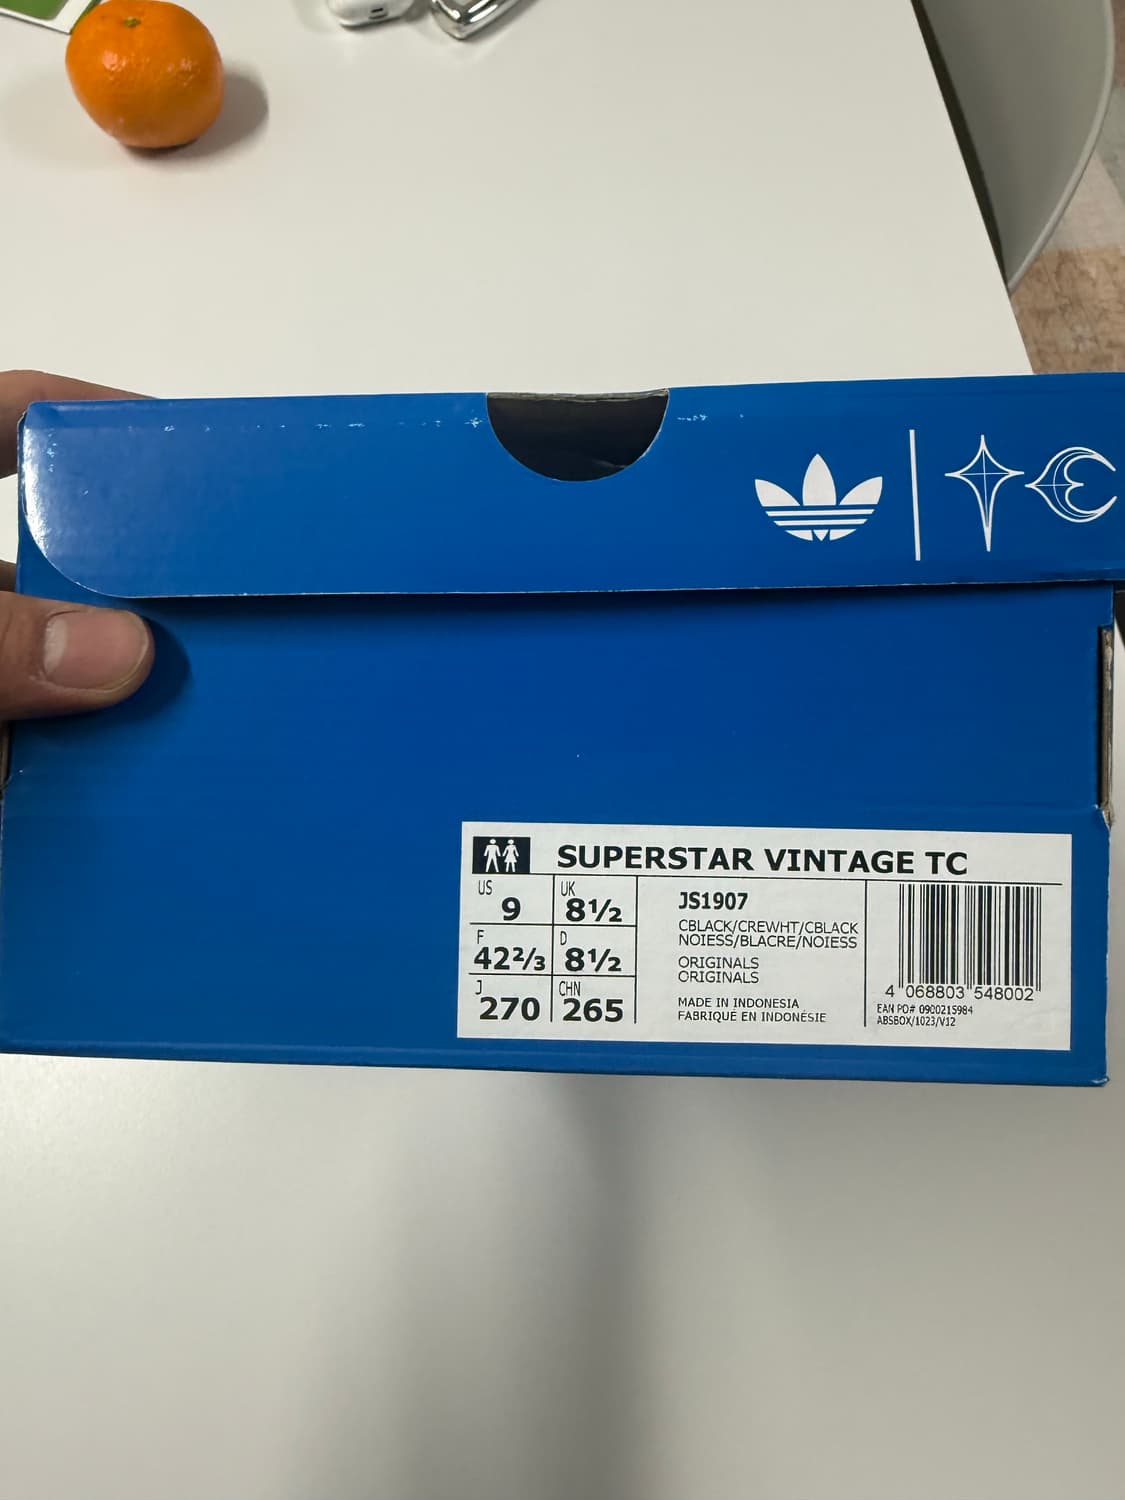 SUPERSTAR VINTAGE TC
US
9
UK
8½
F
42⅔
D
8½
J
270
CHN
265
JS1907
CBLACK/CREWHT/CBLACK
NOIESS/BLACRE/NOIESS
ORIGINALS
ORIGINALS
MADE IN INDONESIA
FABRIQUÉ EN INDONÉSIE
4 068803 548002
EAN PO# 0900215984
ABSBOX/1023/V12